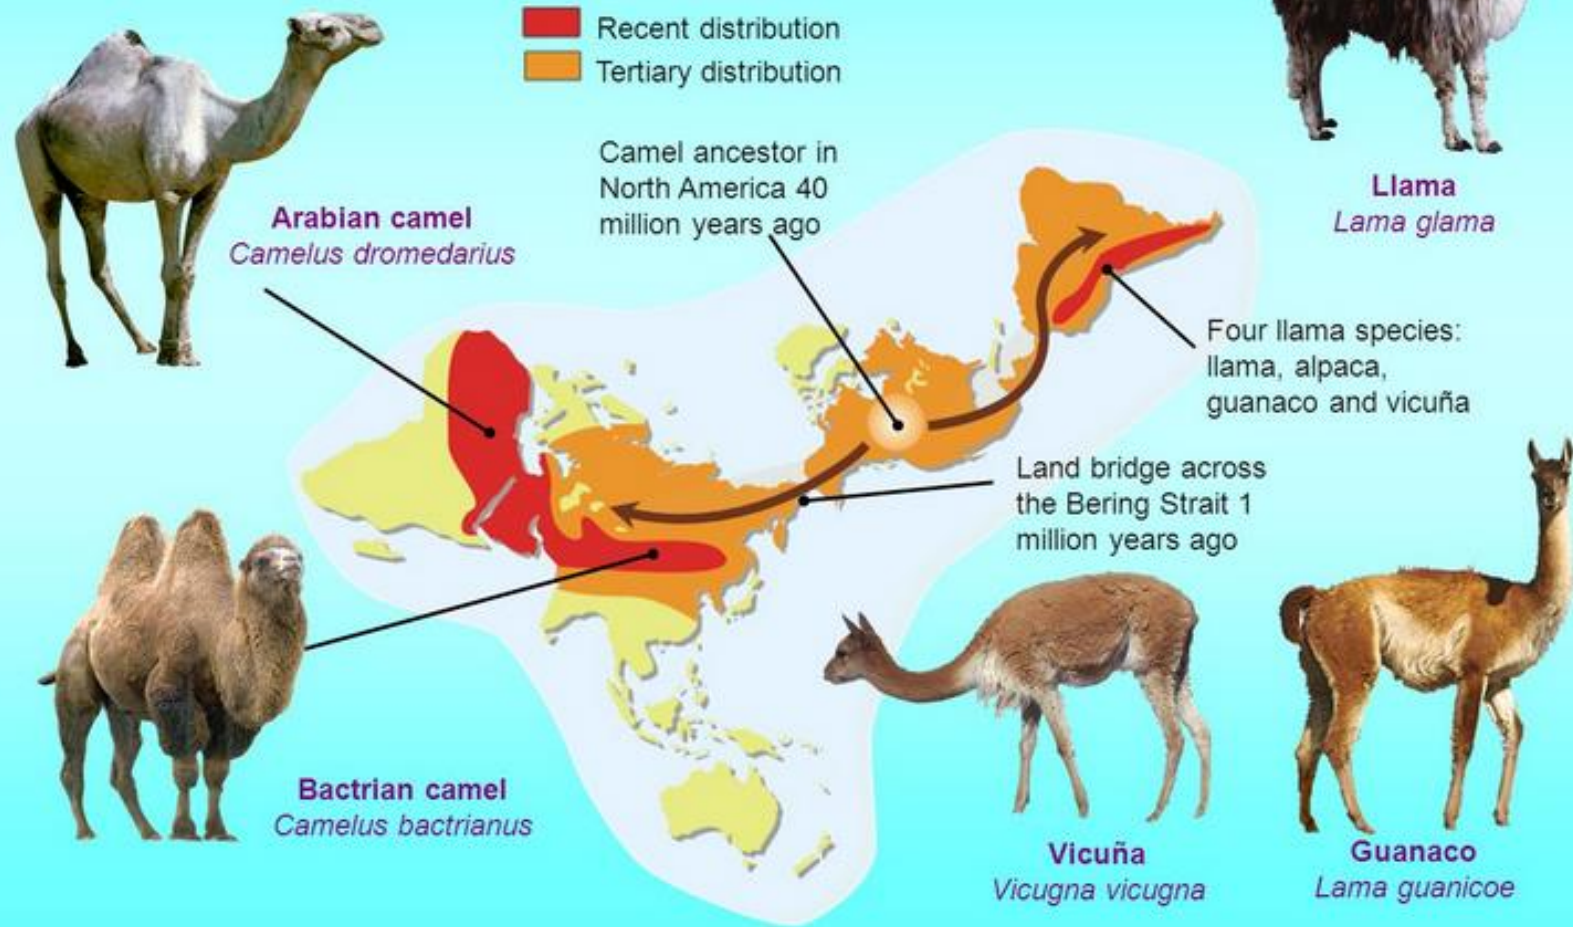 Recent distribution
Tertiary distribution
Camel ancestor in
North America 40
million years ago
Arabian camel
Camelus dromedarius
Llama
Lama glama
Four llama species:
llama, alpaca,
guanaco and vicuña
Land bridge across
the Bering Strait 1
million years ago
Bactrian camel
Camelus bactrianus
Vicuña
Vicugna vicugna
Guanaco
Lama guanicoe